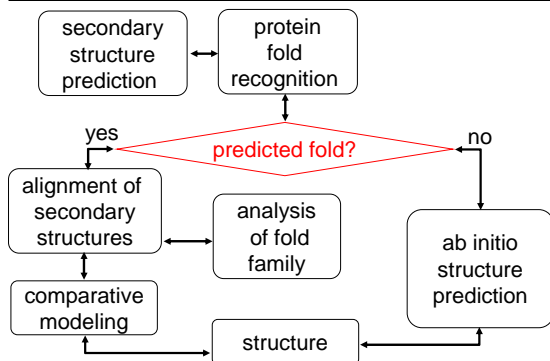 secondary
structure
prediction
protein
fold
recognition
yes
no
predicted fold?
alignment of
secondary
structures
analysis
of fold
family
ab initio
structure
prediction
comparative
modeling
structure